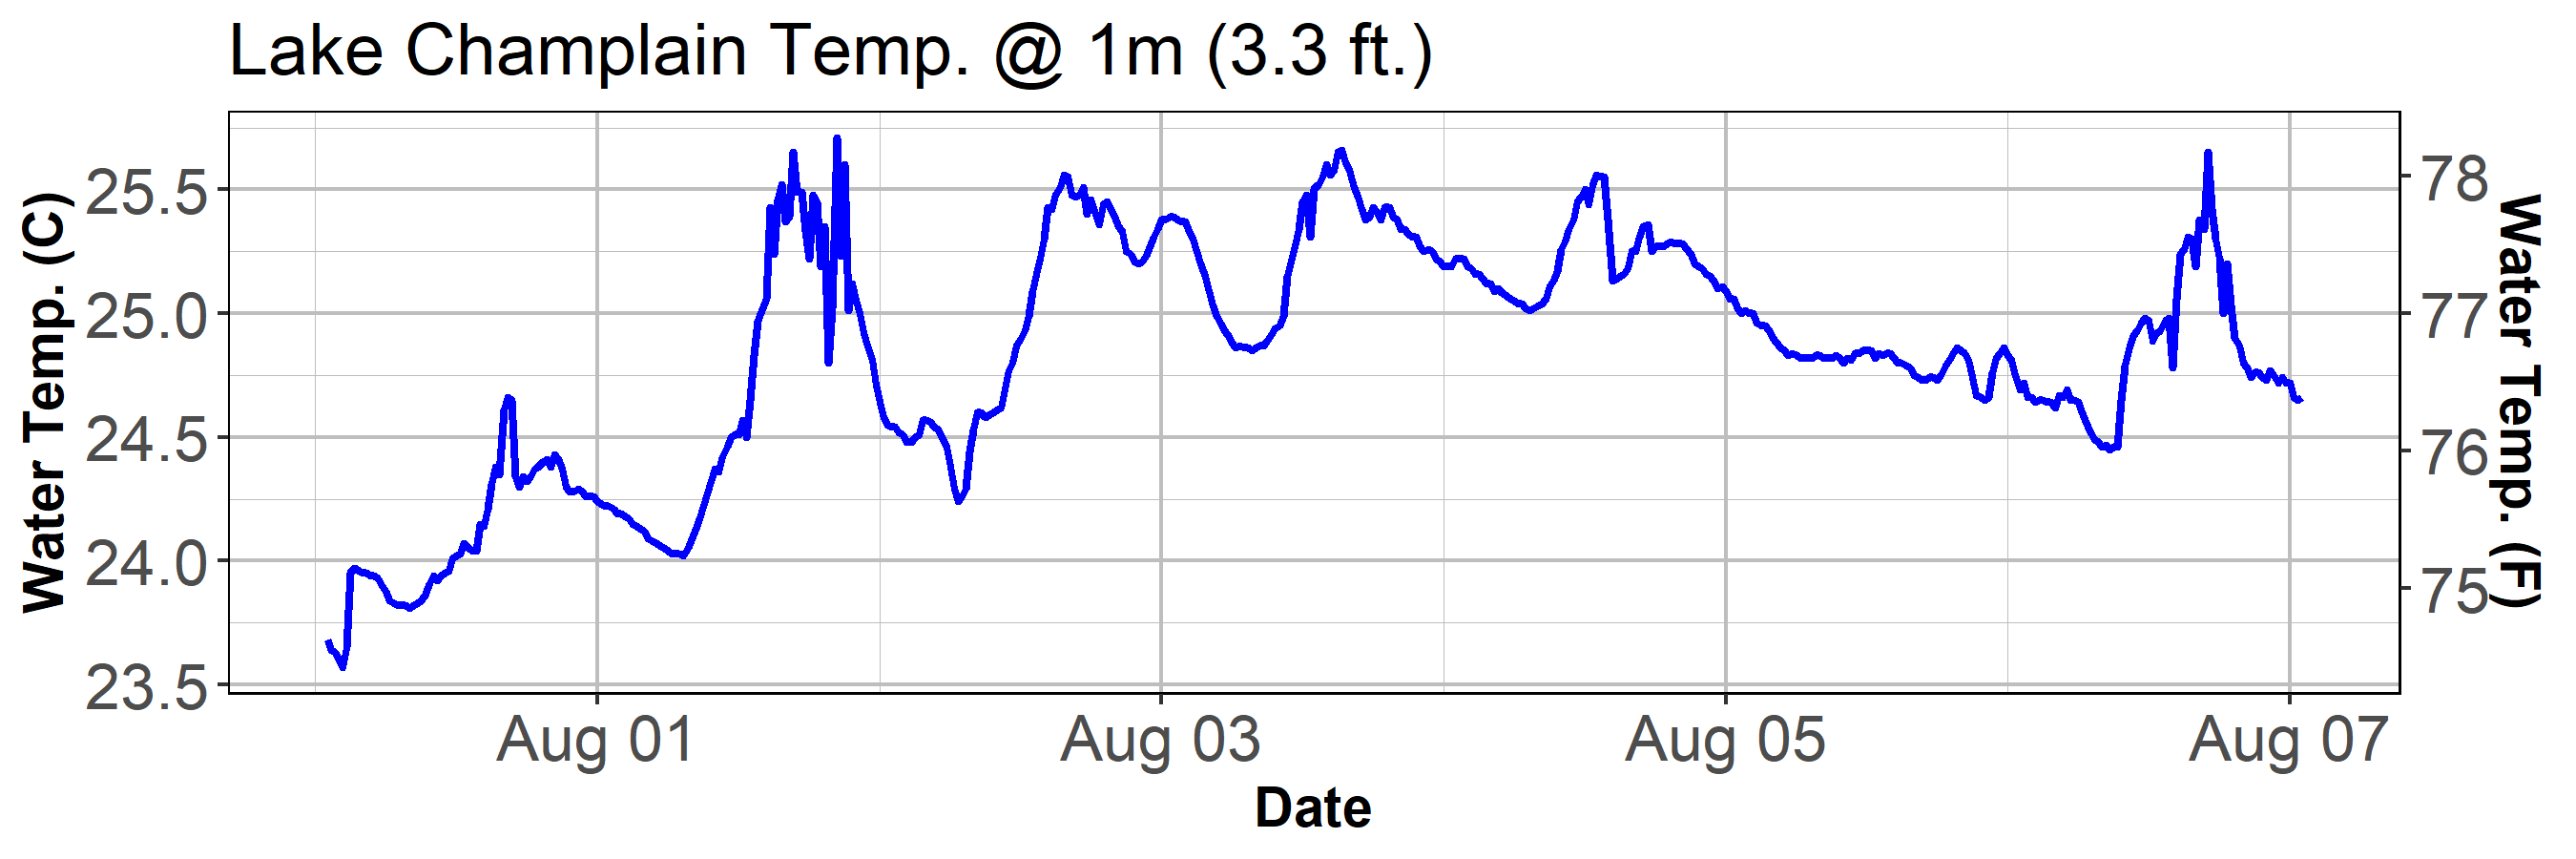 Lake Champlain Temp. @ 1m (3.3 ft.)
Water Temp. (C)
25.5
25.0
24.5
24.0
23.5
78
77
76
75
Water Temp. (F)
Aug 01 Aug 03 Aug 05 Aug 07
Date